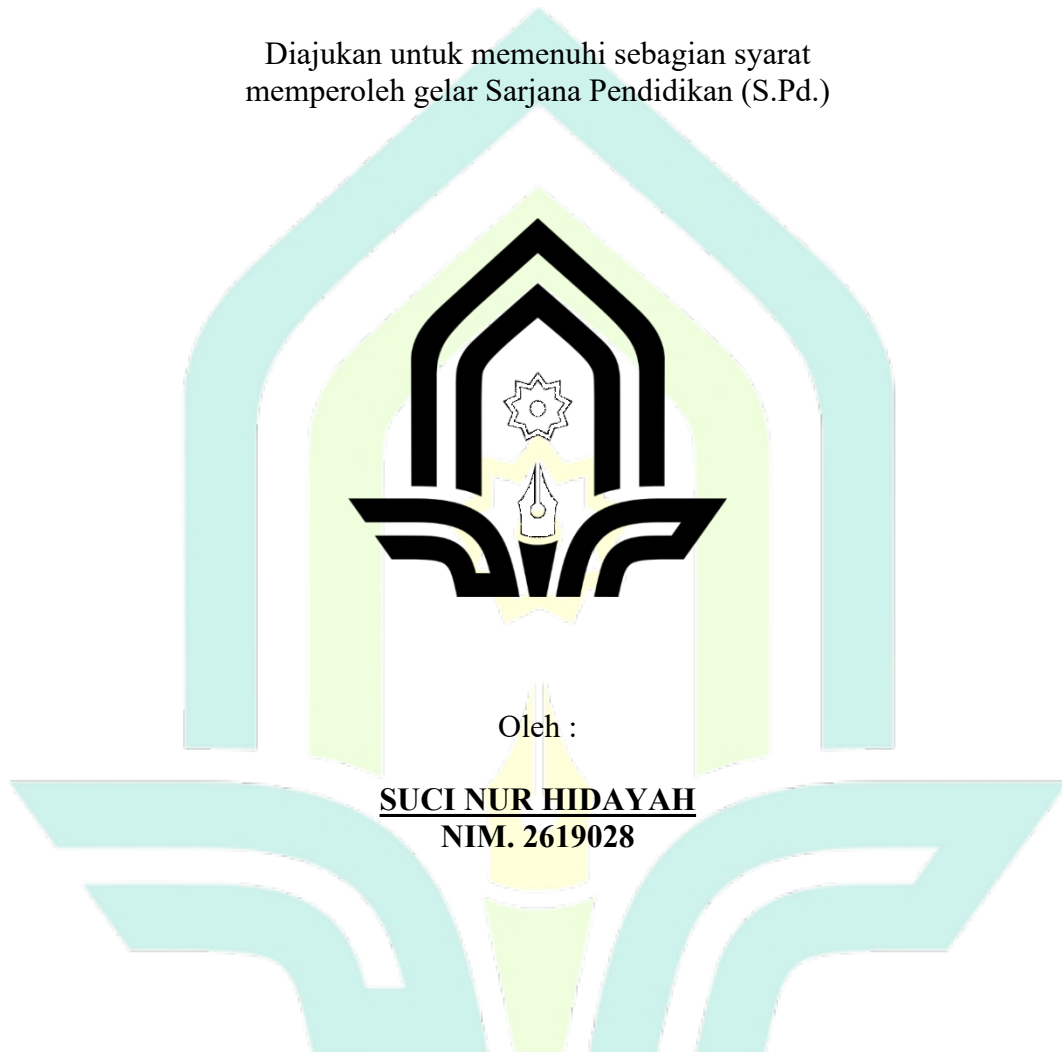 Diajukan untuk memenuhi sebagian syarat
memperoleh gelar Sarjana Pendidikan (S.Pd.)
Oleh :
SUCI NUR HIDAYAH
NIM. 2619028